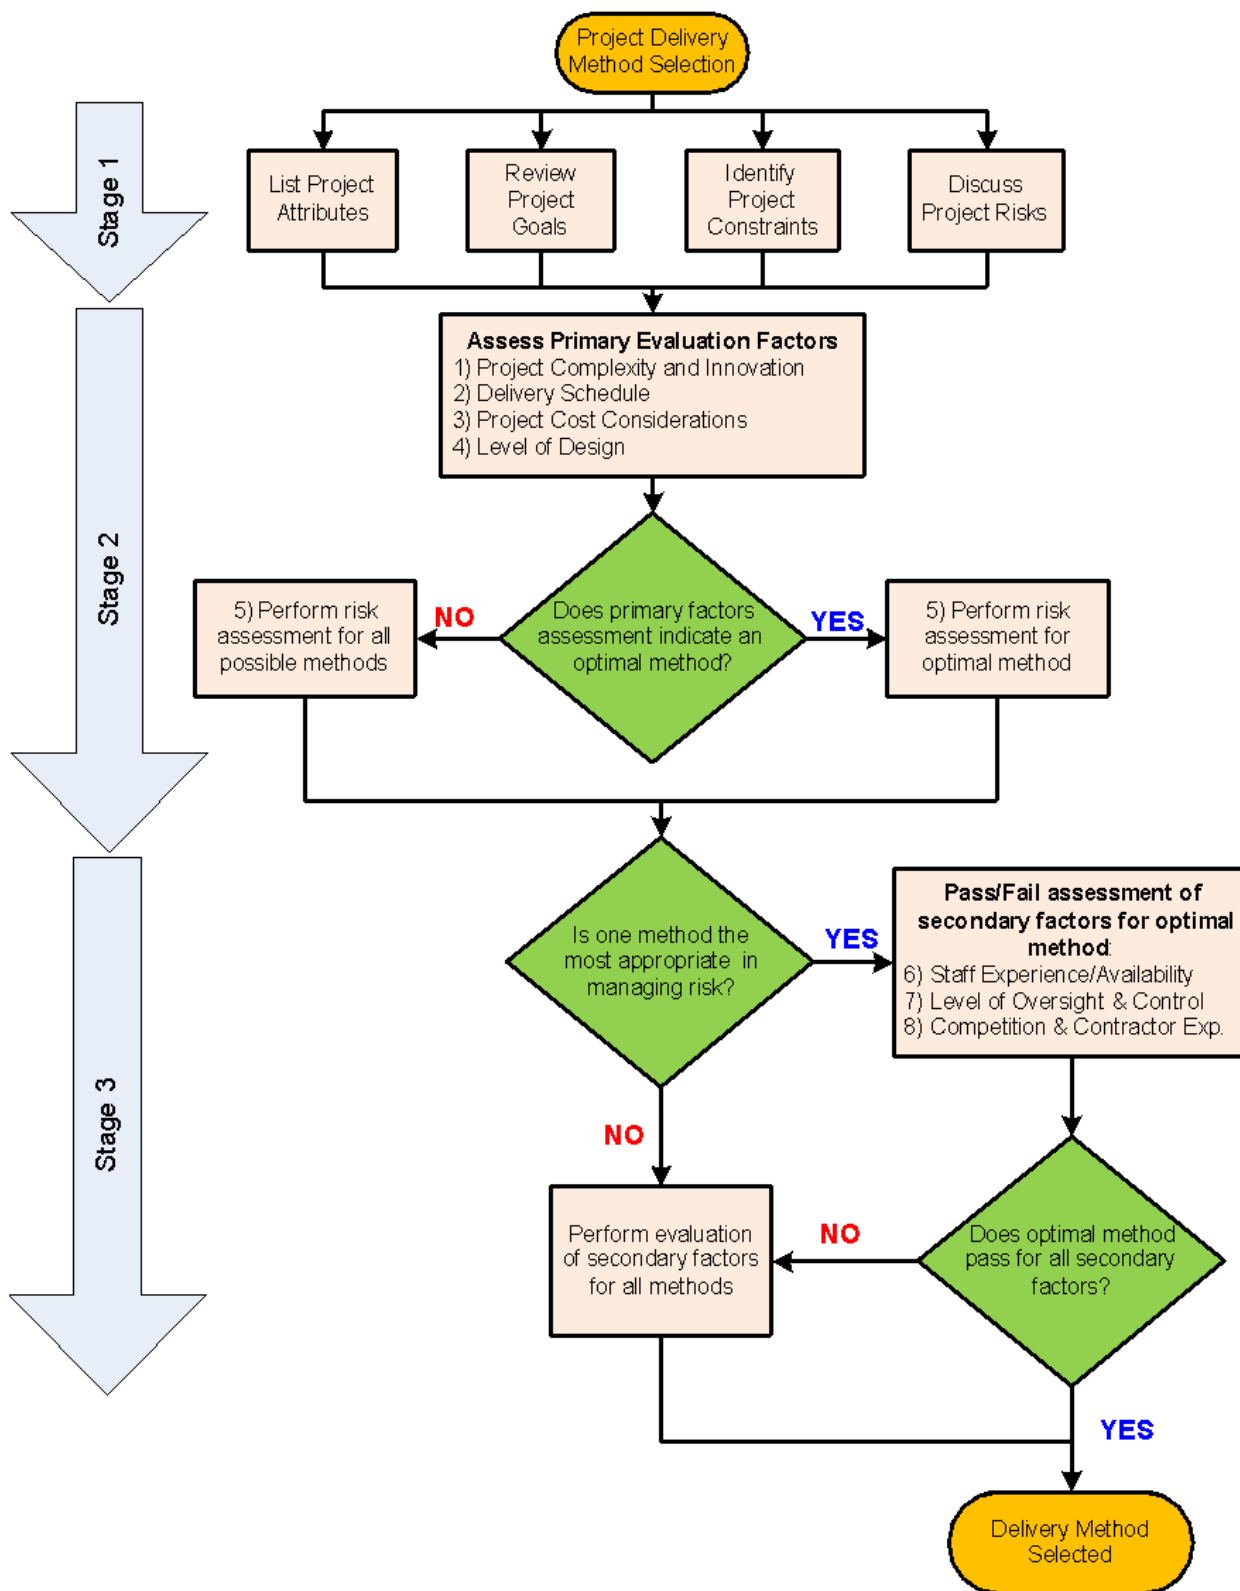 Project Delivery
Method Selection
Stage 1
List Project
Attributes
Review
Project
Goals
Identify
Project
Constraints
Discuss
Project Risks
Stage 2
Assess Primary Evaluation Factors
1) Project Complexity and Innovation
2) Delivery Schedule
3) Project Cost Considerations
4) Level of Design
5) Perform risk
assessment for all
possible methods
NO
Does primary factors
assessment indicate an
optimal method?
YES
5) Perform risk
assessment for
optimal method
Stage 3
Is one method the
most appropriate in
managing risk?
YES
Pass/Fail assessment of
secondary factors for optimal
method:
6) Staff Experience/Availability
7) Level of Oversight & Control
8) Competition & Contractor Exp.
NO
Perform evaluation
of secondary factors
for all methods
NO
Does optimal method
pass for all secondary
factors?
YES
Delivery Method
Selected